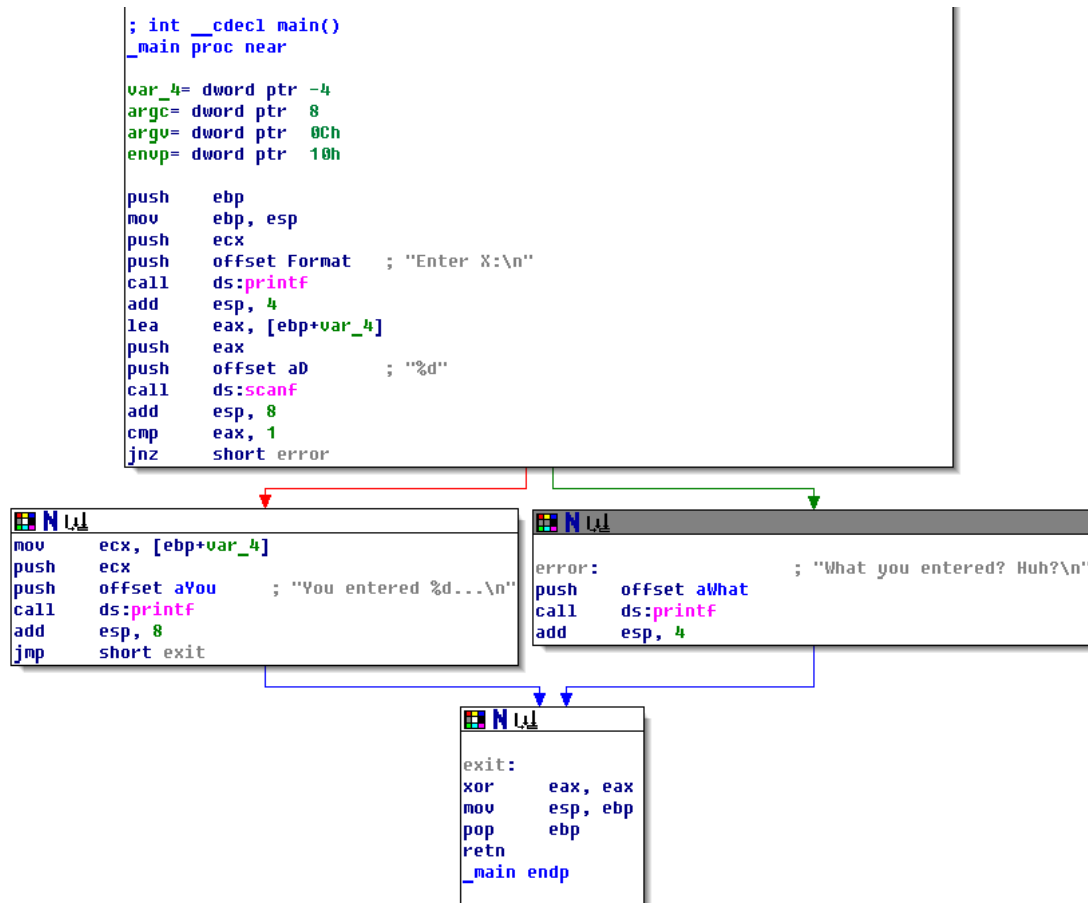 ; int __cdecl main()
_main proc near
var_4= dword ptr -4
argc= dword ptr  8
argv= dword ptr  0Ch
envp= dword ptr  10h
push    ebp
mov     ebp, esp
push    ecx
push    offset Format   ; "Enter X:\n"
call    ds:printf
add     esp, 4
lea     eax, [ebp+var_4]
push    eax
push    offset aD       ; "%d"
call    ds:scanf
add     esp, 8
cmp     eax, 1
jnz     short error
N
mov     ecx, [ebp+var_4]
push    ecx
push    offset aYou     ; "You entered %d...\n"
call    ds:printf
add     esp, 8
jmp     short exit
N
error:                  ; "What you entered? Huh?\n"
push    offset aWhat
call    ds:printf
add     esp, 4
N
exit:
xor     eax, eax
mov     esp, ebp
pop     ebp
retn
_main endp